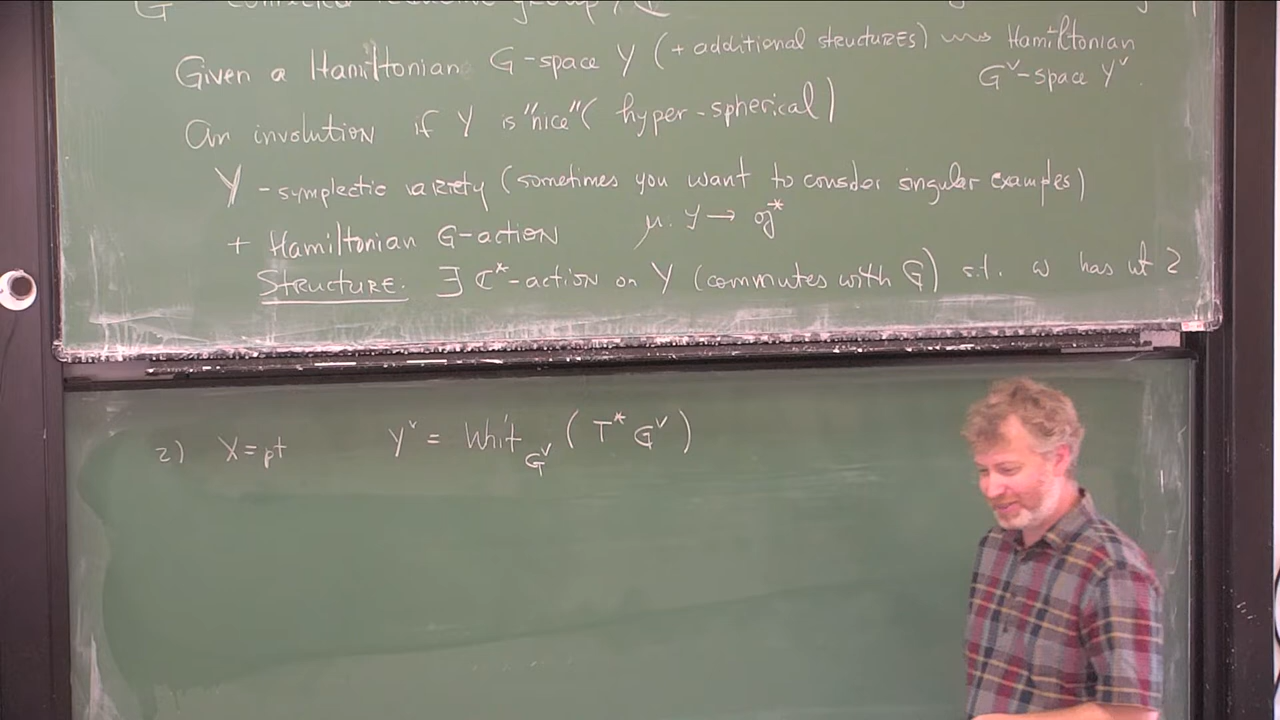 G connected reductive group / ℂ
Given a Hamiltonian G-space Y (+ additional structures) ⇝ Hamiltonian
G^∨-space Y^∨.
An involution if Y is "nice" (hyper-spherical)
Y - symplectic variety (sometimes you want to consider singular examples)
+ Hamiltonian G-action μ: Y → 𝔤*
Structure. ∃ ℂ*-action on Y (commutes with G) s.t. ω has wt 2
2) X=pt Y^∨ = Whit_{G^∨} (T* G^∨)